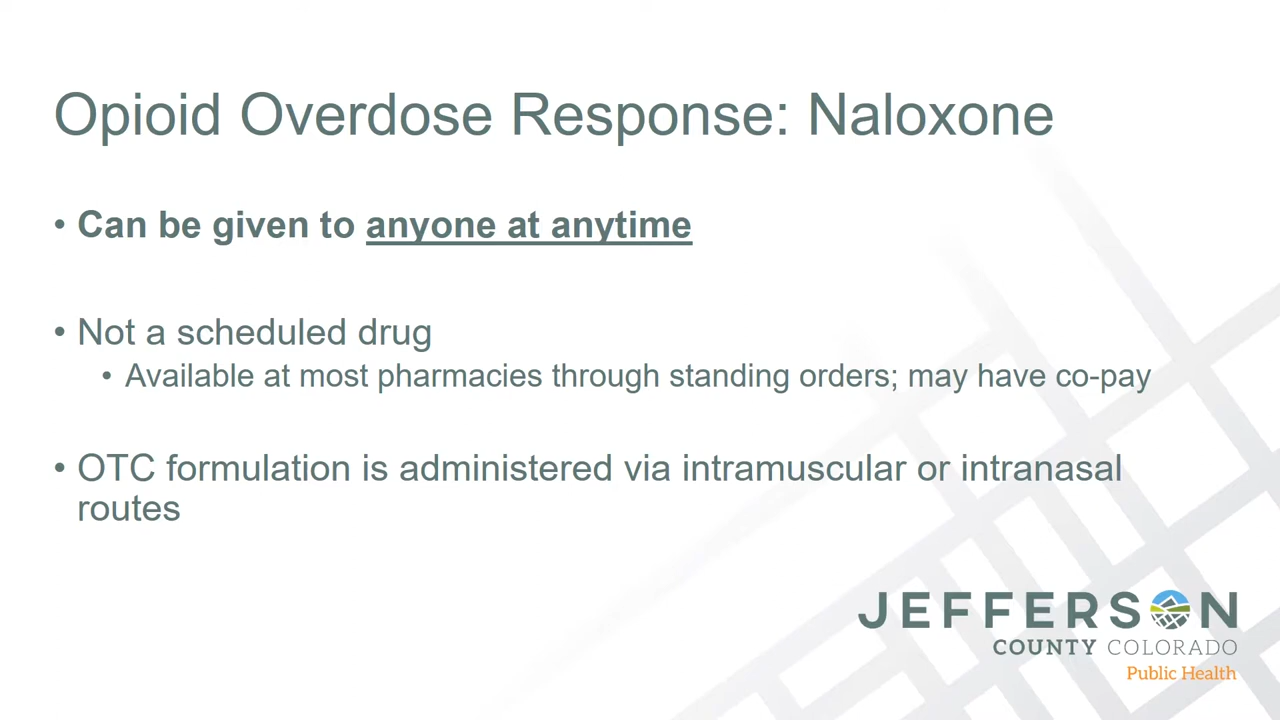 Opioid Overdose Response: Naloxone
• Can be given to anyone at anytime
• Not a scheduled drug
• Available at most pharmacies through standing orders; may have co-pay
• OTC formulation is administered via intramuscular or intranasal
routes
JEFFERSON
COUNTY COLORADO
Public Health